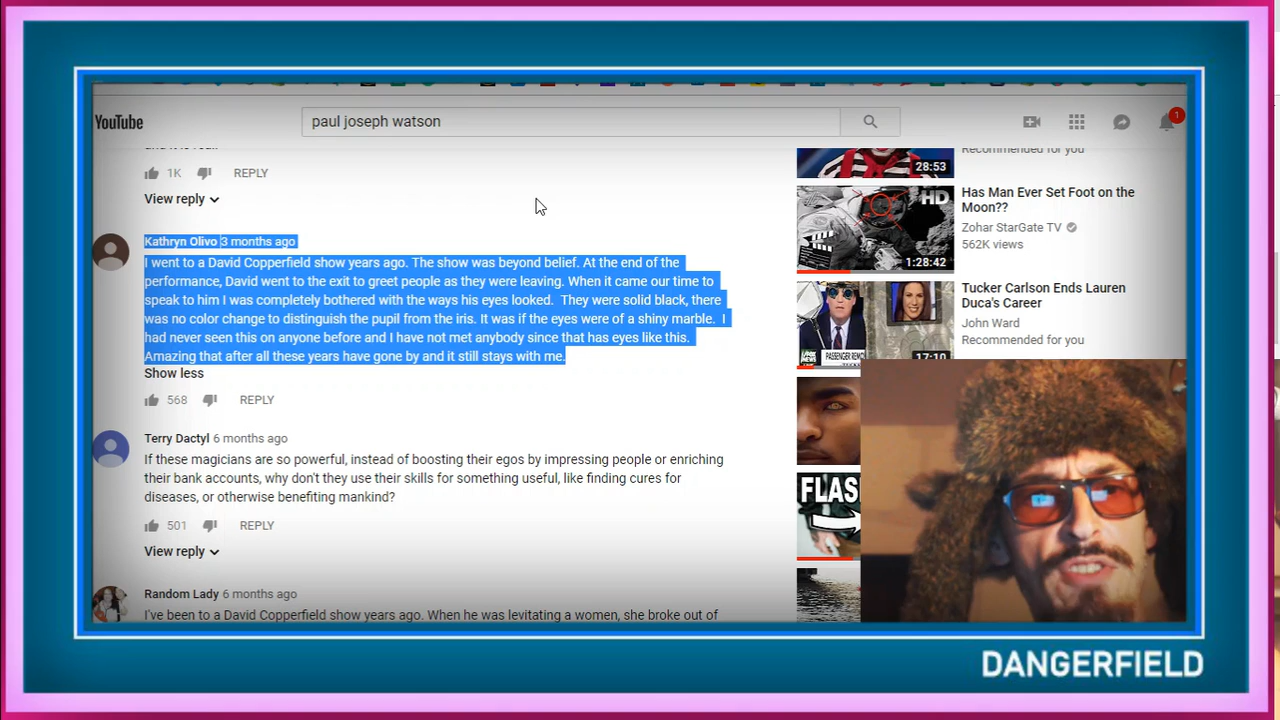 YouTube
paul joseph watson
1
1K
REPLY
View reply
Kathryn Olivo 3 months ago
I went to a David Copperfield show years ago. The show was beyond belief. At the end of the
performance, David went to the exit to greet people as they were leaving. When it came our time to
speak to him I was completely bothered with the ways his eyes looked.  They were solid black, there
was no color change to distinguish the pupil from the iris. It was if the eyes were of a shiny marble.  I
had never seen this on anyone before and I have not met anybody since that has eyes like this.
Amazing that after all these years have gone by and it still stays with me.
Show less
568
REPLY
Terry Dactyl 6 months ago
If these magicians are so powerful, instead of boosting their egos by impressing people or enriching
their bank accounts, why don't they use their skills for something useful, like finding cures for
diseases, or otherwise benefiting mankind?
501
REPLY
View reply
Random Lady 6 months ago
I've been to a David Copperfield show years ago. When he was levitating a women, she broke out of
28:53
Recommended for you
HD
1:28:42
Has Man Ever Set Foot on the
Moon??
Zohar StarGate TV
562K views
PASSENGER REMO
17:10
Tucker Carlson Ends Lauren
Duca's Career
John Ward
Recommended for you
FLAS
DANGERFIELD